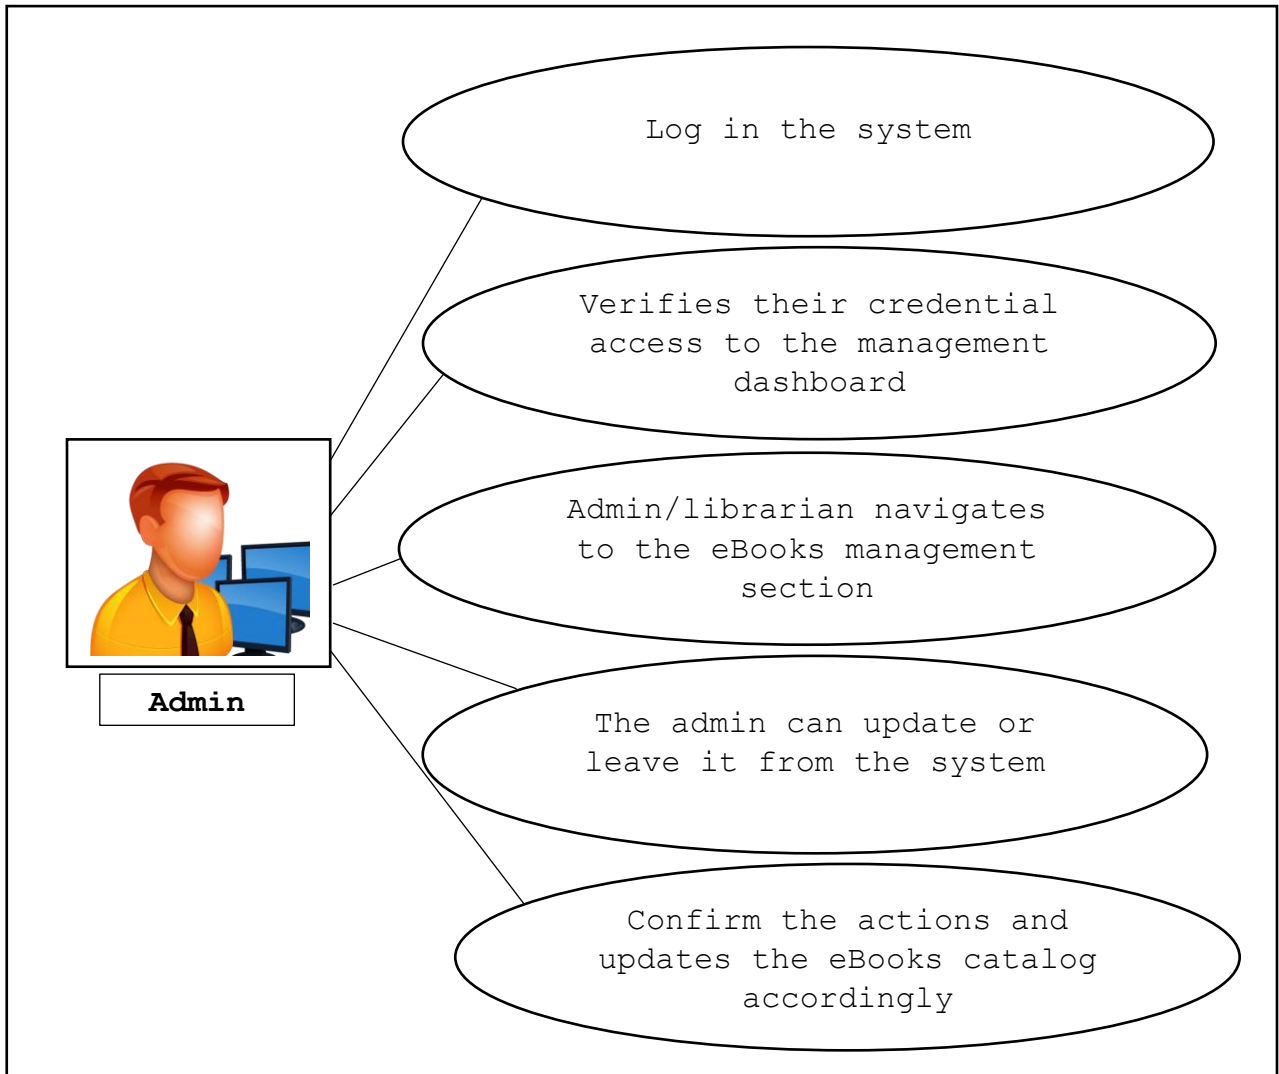 Log in the system
Verifies their credential
access to the management
dashboard
Admin/librarian navigates
to the eBooks management
section
Admin
The admin can update or
leave it from the system
Confirm the actions and
updates the eBooks catalog
accordingly